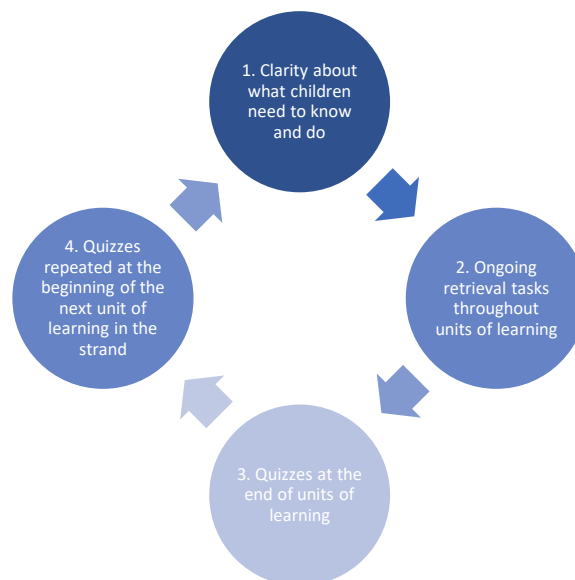 1. Clarity about
what children
need to know
and do
2. Ongoing
retrieval tasks
throughout
units of learning
3. Quizzes at the
end of units of
learning
4. Quizzes
repeated at the
beginning of the
next unit of
learning in the
strand